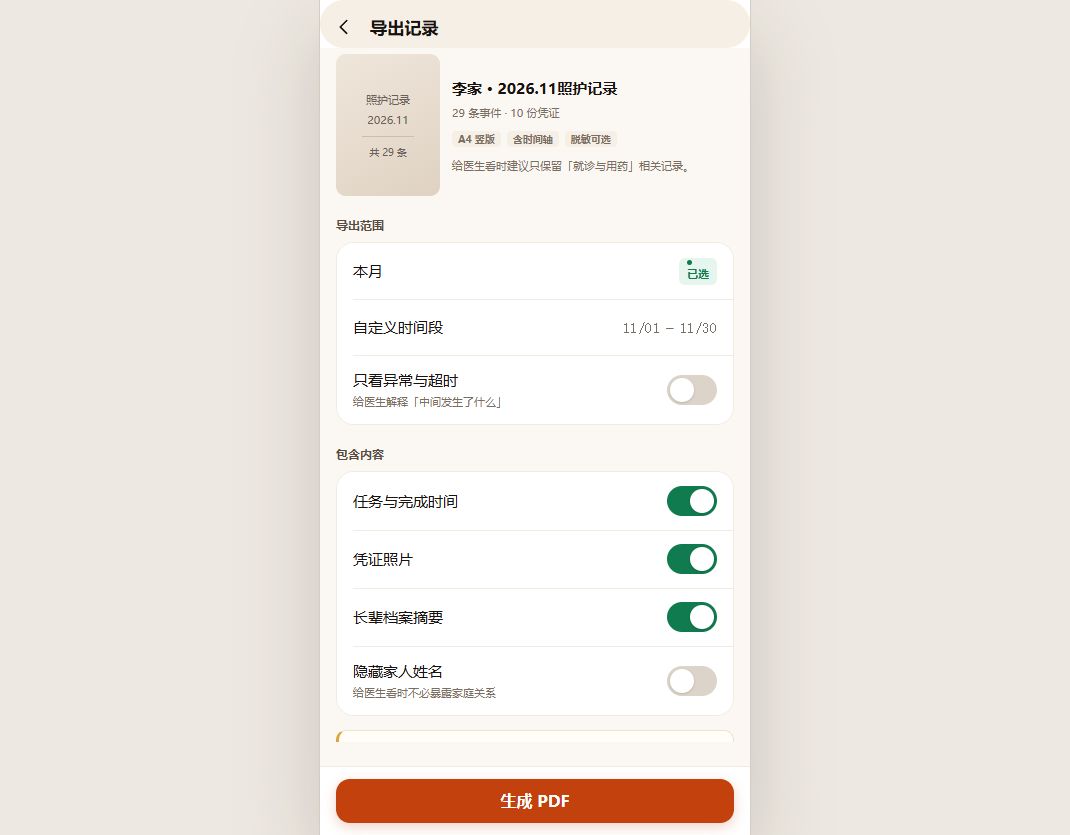 导出记录
照护记录
2026.11
共 29 条
李家 • 2026.11照护记录
29 条事件 · 10 份凭证
A4 竖版 含时间轴 脱敏可选
给医生看时建议只保留「就诊与用药」相关记录。
导出范围
本月
已选
自定义时间段
11/01 – 11/30
只看异常与超时
给医生解释「中间发生了什么」
包含内容
任务与完成时间
凭证照片
长辈档案摘要
隐藏家人姓名
给医生看时不必暴露家庭关系
生成 PDF